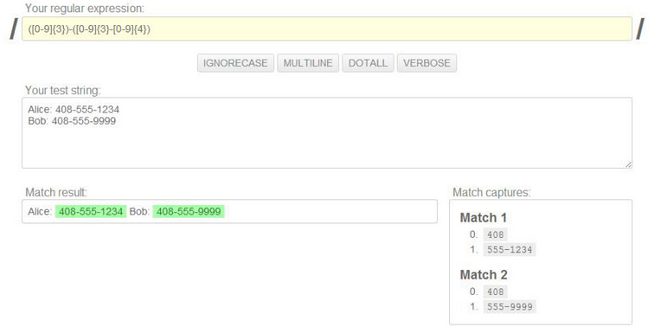 Your regular expression:
/ ([0-9]{3})-([0-9]{3}-[0-9]{4}) /
IGNORECASE MULTILINE DOTALL VERBOSE
Your test string:
Alice: 408-555-1234
Bob: 408-555-9999
Match result:
Alice: 408-555-1234 Bob: 408-555-9999
Match captures:
Match 1
0. 408
1. 555-1234
Match 2
0. 408
1. 555-9999